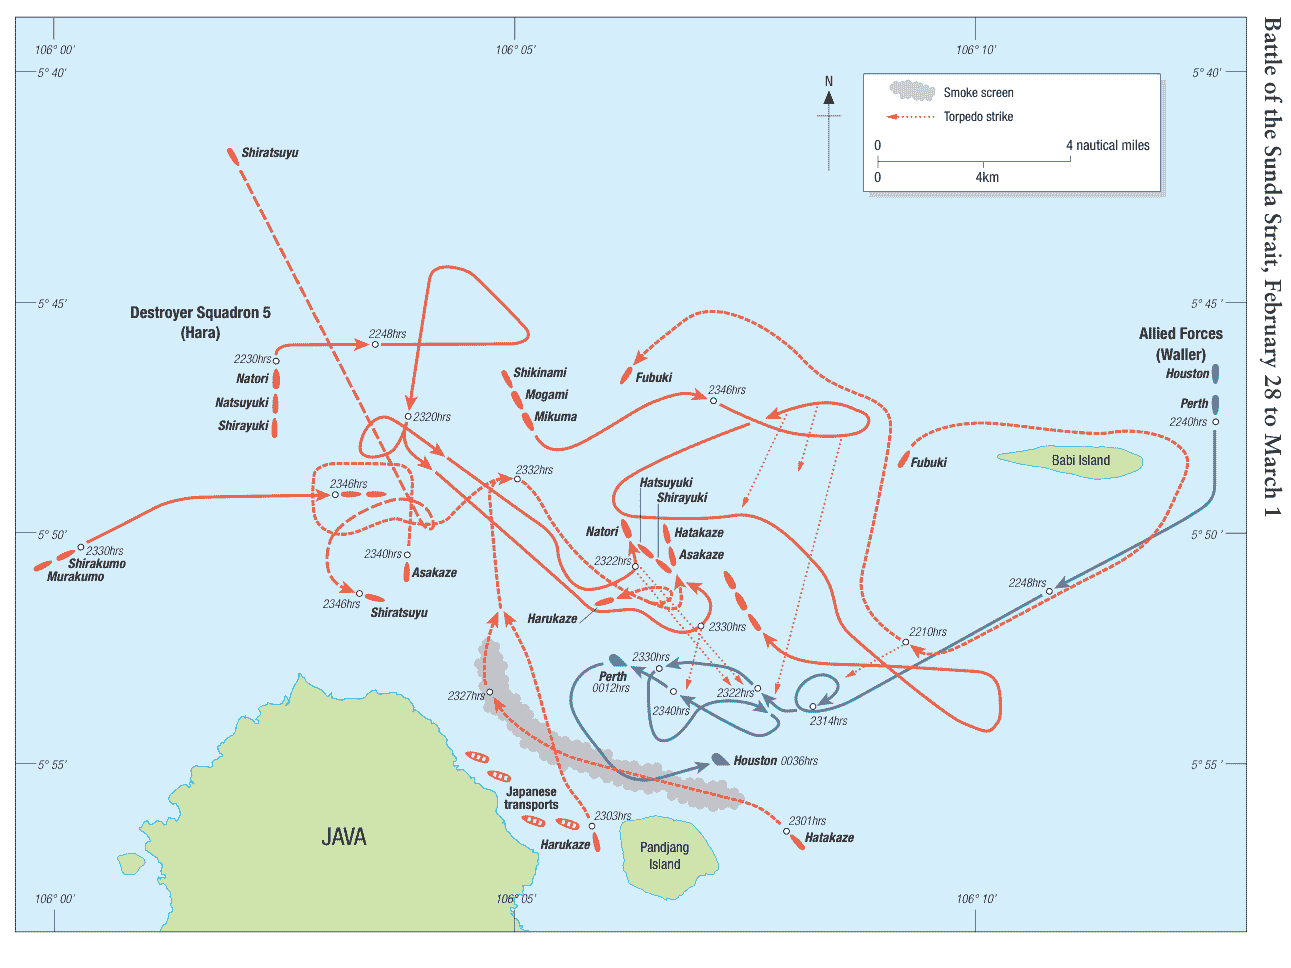 Battle of the Sunda Strait, February 28 to March 1
106° 00'
106° 05'
106° 10'
5° 40'
5° 40'
N
Smoke screen
Torpedo strike
0
4 nautical miles
0
4km
Shiratsuyu
5° 45'
5° 45'
Destroyer Squadron 5
(Hara)
2248hrs
2230hrs
Natori
Natsuyuki
Shirayuki
2320hrs
Shikinami
Mogami
Mikuma
Fubuki
2346hrs
Allied Forces
(Waller)
Houston
Perth
2240hrs
Fubuki
Babi Island
2332hrs
2346hrs
Hatsuyuki
Shirayuki
Natori
Hatakaze
Asakaze
2322hrs
5° 50'
5° 50'
2330hrs
Shirakumo
Murakumo
2340hrs
Asakaze
2346hrs
Shiratsuyu
Harukaze
2330hrs
2248hrs
2210hrs
2330hrs
Perth
0012hrs
2340hrs
2322hrs
2314hrs
2327hrs
Houston 0036hrs
5° 55'
5° 55'
Japanese
transports
2303hrs
Harukaze
2301hrs
Hatakaze
JAVA
Pandjang
Island
106° 00'
106° 05'
106° 10'